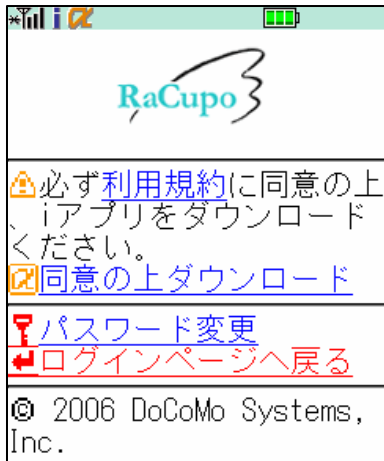 RaCupo
必ず利用規約に同意の上
、iアプリをダウンロード
ください。
同意の上ダウンロード
パスワード変更
ログインページへ戻る
© 2006 DoCoMo Systems,
Inc.